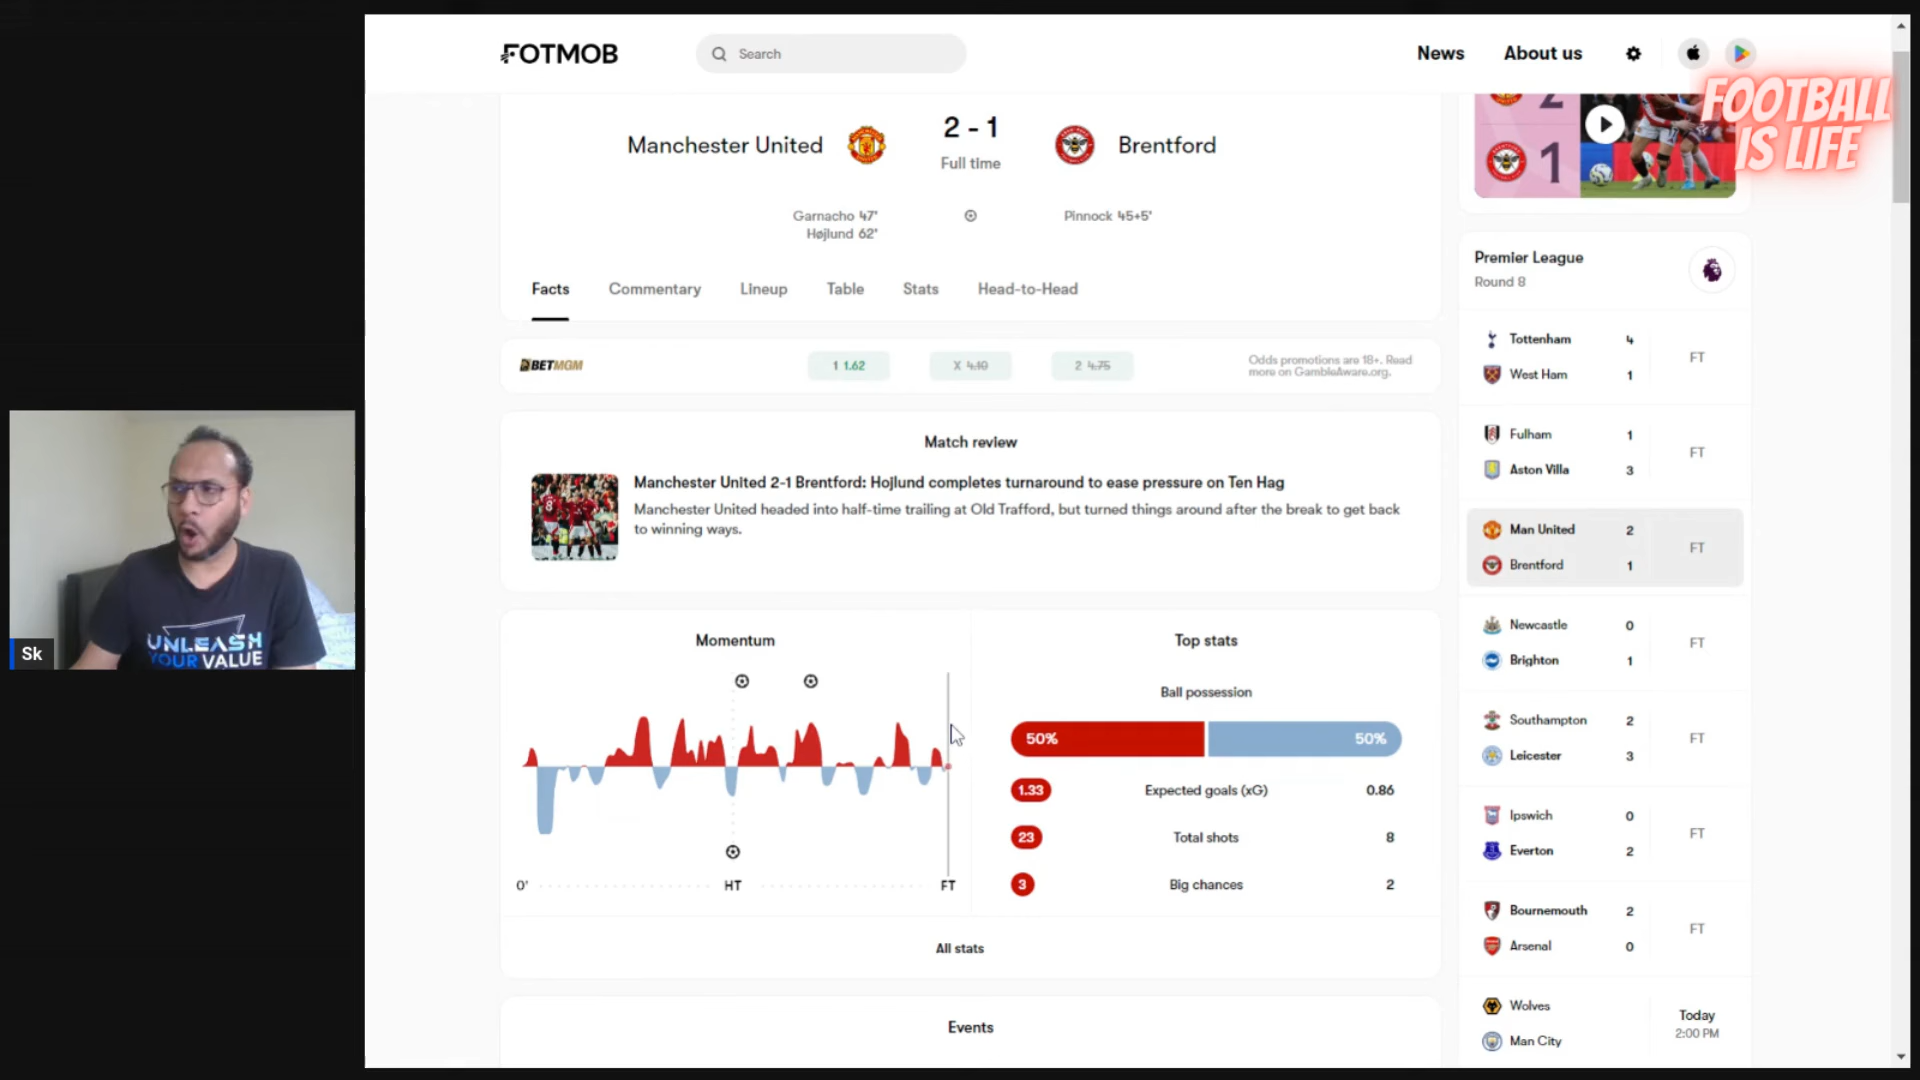 FOTMOB
Search
News
About us
FOOTBALL
IS LIFE
2
1
Manchester United
2 - 1
Full time
Brentford
Garnacho 47'
Højlund 62'
Pinnock 45+5'
Facts
Commentary
Lineup
Table
Stats
Head-to-Head
BETMGM
1 1.62
X 4.10
2 4.75
Odds promotions are 18+. Read
more on GambleAware.org.
Match review
Manchester United 2-1 Brentford: Hojlund completes turnaround to ease pressure on Ten Hag
Manchester United headed into half-time trailing at Old Trafford, but turned things around after the break to get back
to winning ways.
Momentum
0'
HT
FT
Top stats
Ball possession
50%
50%
1.33 Expected goals (xG) 0.86
23 Total shots 8
3 Big chances 2
All stats
Events
Premier League
Round 8
Tottenham 4
West Ham 1
FT
Fulham 1
Aston Villa 3
FT
Man United 2
Brentford 1
FT
Newcastle 0
Brighton 1
FT
Southampton 2
Leicester 3
FT
Ipswich 0
Everton 2
FT
Bournemouth 2
Arsenal 0
FT
Wolves
Man City
Today
2:00 PM
UNLEASH
YOUR VALUE
Sk